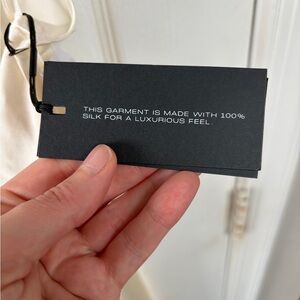 THIS GARMENT IS MADE WITH 100%
SILK FOR A LUXURIOUS FEEL